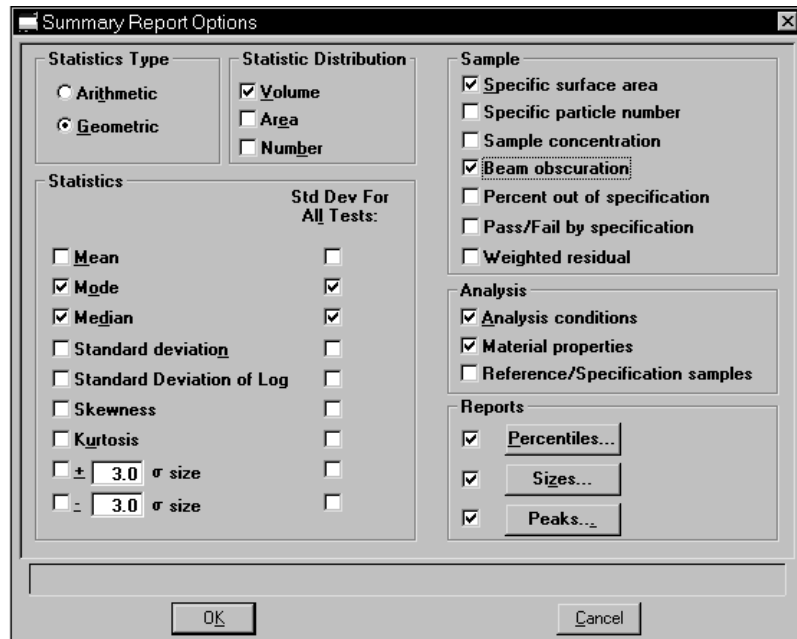 Summary Report Options
Statistics Type
Arithmetic
Geometric
Statistic Distribution
Volume
Area
Number
Statistics
Std Dev For
All Tests:
Mean
Mode
Median
Standard deviation
Standard Deviation of Log
Skewness
Kurtosis
+ 3.0 σ size
- 3.0 σ size
Sample
Specific surface area
Specific particle number
Sample concentration
Beam obscuration
Percent out of specification
Pass/Fail by specification
Weighted residual
Analysis
Analysis conditions
Material properties
Reference/Specification samples
Reports
Percentiles...
Sizes...
Peaks...
OK
Cancel